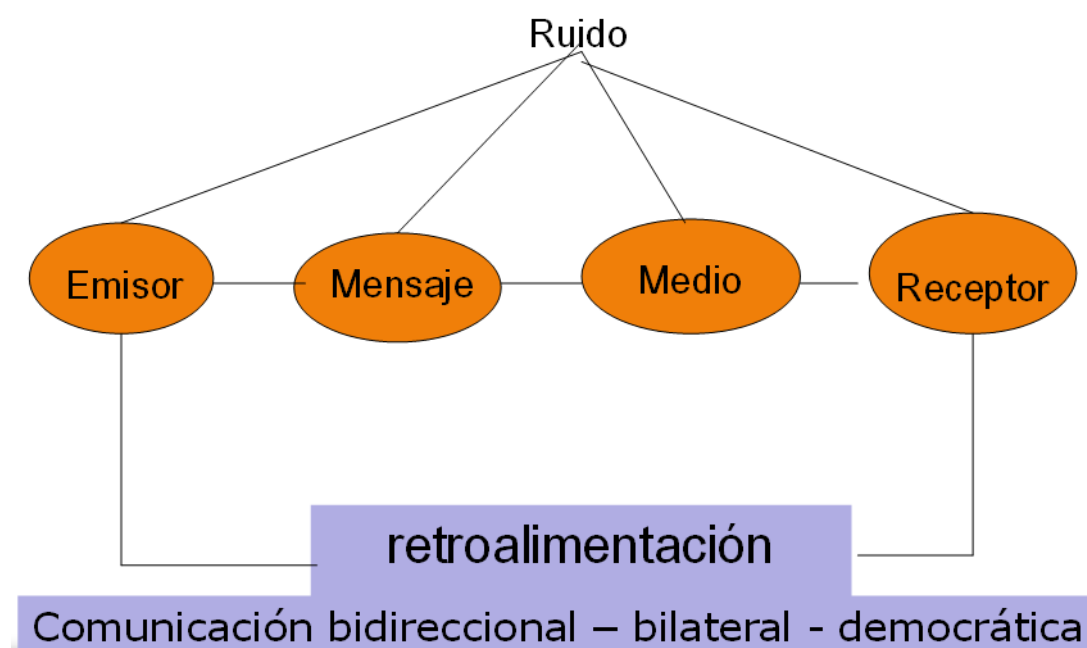 Ruido
Emisor
Mensaje
Medio
Receptor
retroalimentación
Comunicación bidireccional – bilateral - democrática